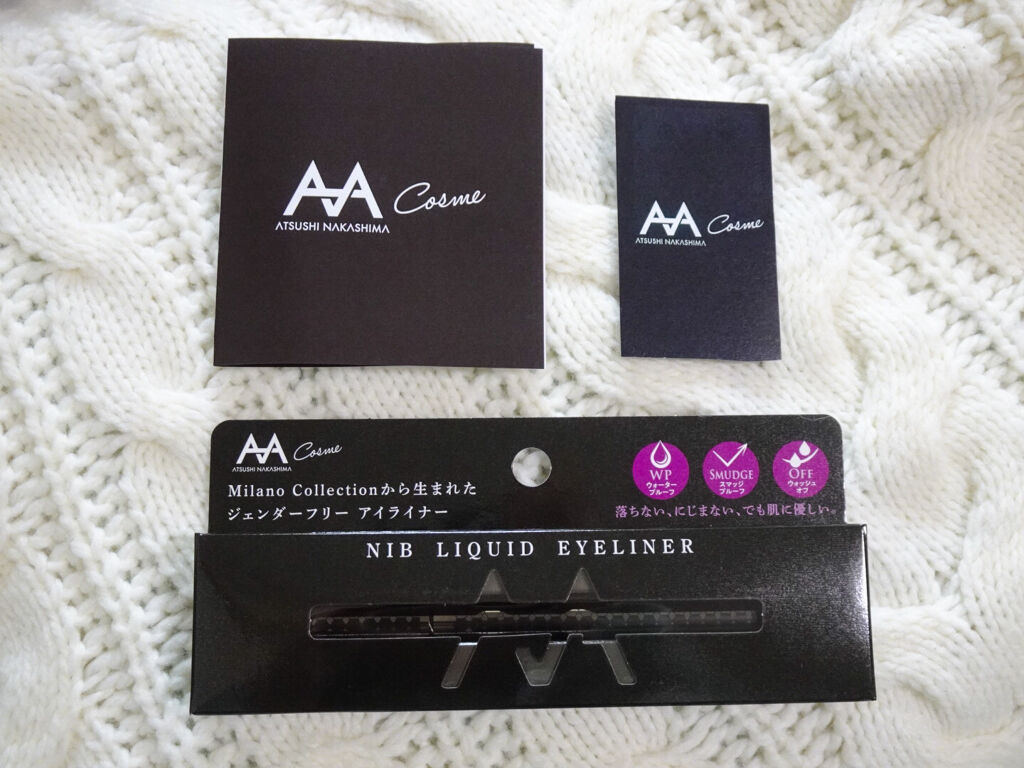 Cosme
ATSUSHI NAKASHIMA
Cosme
ATSUSHI NAKASHIMA
Cosme
ATSUSHI NAKASHIMA
Milano Collectionから生まれた
ジェンダーフリー アイライナー
WP
ウォーター
プルーフ
SMUDGE
スマッジ
プルーフ
OFF
ウォッシュ
オフ
落ちない、にじまない、でも肌に優しい。
NIB LIQUID EYELINER